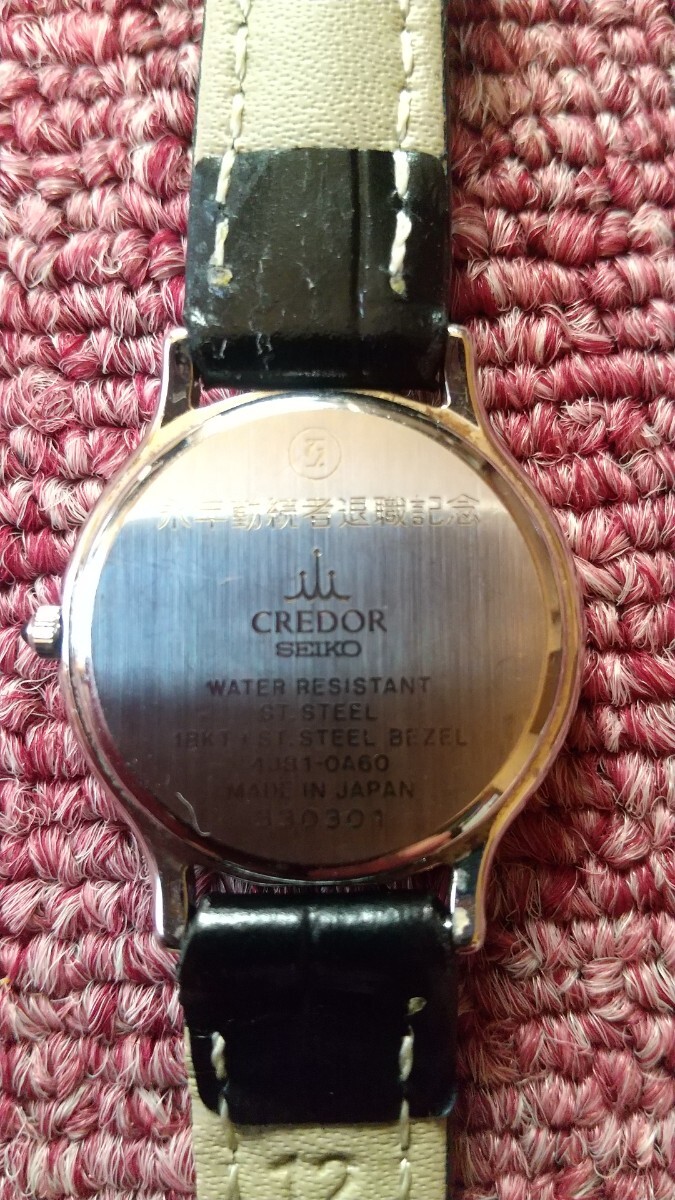 永年勤続者退職記念
CREDOR
SEIKO
WATER RESISTANT
ST.STEEL
18KT + ST.STEEL BEZEL
4J81-0A60
MADE IN JAPAN
330301
12